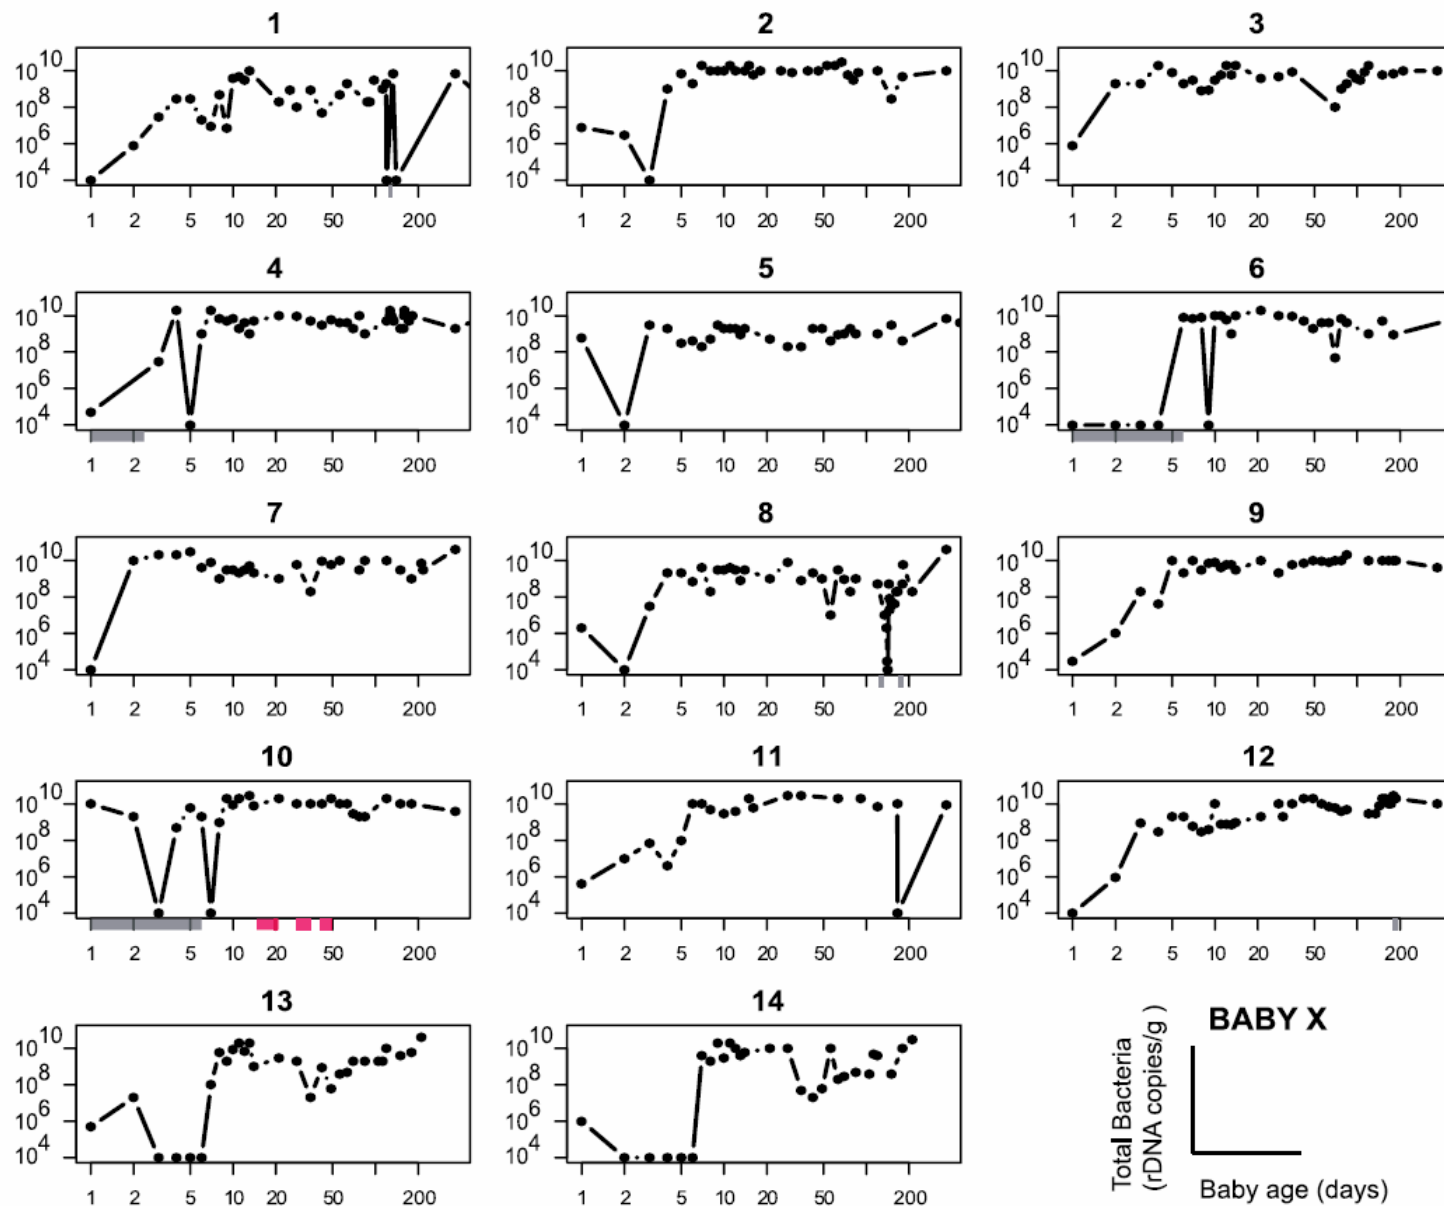 1 2 3
10^10 10^10 10^10
10^8 10^8 10^8
10^6 10^6 10^6
10^4 10^4 10^4
1 2 5 10 20 50 200 1 2 5 10 20 50 200 1 2 5 10 20 50 200
4 5 6
10^10 10^10 10^10
10^8 10^8 10^8
10^6 10^6 10^6
10^4 10^4 10^4
1 2 5 10 20 50 200 1 2 5 10 20 50 200 1 2 5 10 20 50 200
7 8 9
10^10 10^10 10^10
10^8 10^8 10^8
10^6 10^6 10^6
10^4 10^4 10^4
1 2 5 10 20 50 200 1 2 5 10 20 50 200 1 2 5 10 20 50 200
10 11 12
10^10 10^10 10^10
10^8 10^8 10^8
10^6 10^6 10^6
10^4 10^4 10^4
1 2 5 10 20 50 200 1 2 5 10 20 50 200 1 2 5 10 20 50 200
13 14
10^10 10^10
10^8 10^8
10^6 10^6
10^4 10^4
1 2 5 10 20 50 200 1 2 5 10 20 50 200
BABY X
Total Bacteria
(rDNA copies/g )
Baby age (days)